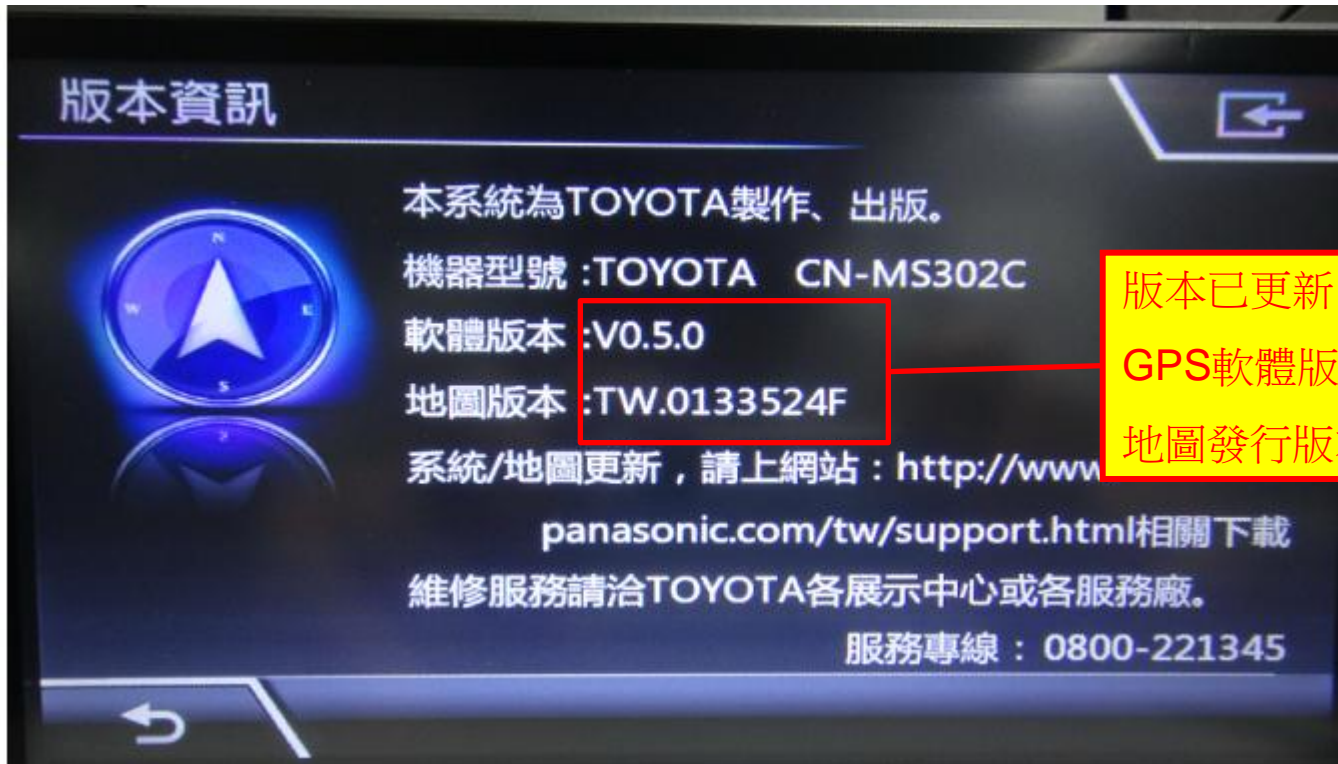 版本資訊
本系統為TOYOTA製作、出版。
機器型號 :TOYOTA CN-MS302C
軟體版本 :V0.5.0
地圖版本 :TW.0133524F
系統/地圖更新，請上網站：http://www
panasonic.com/tw/support.html相關下載
維修服務請洽TOYOTA各展示中心或各服務廠。
服務專線： 0800-221345
版本已更新
GPS軟體版
地圖發行版
N
W
E
S